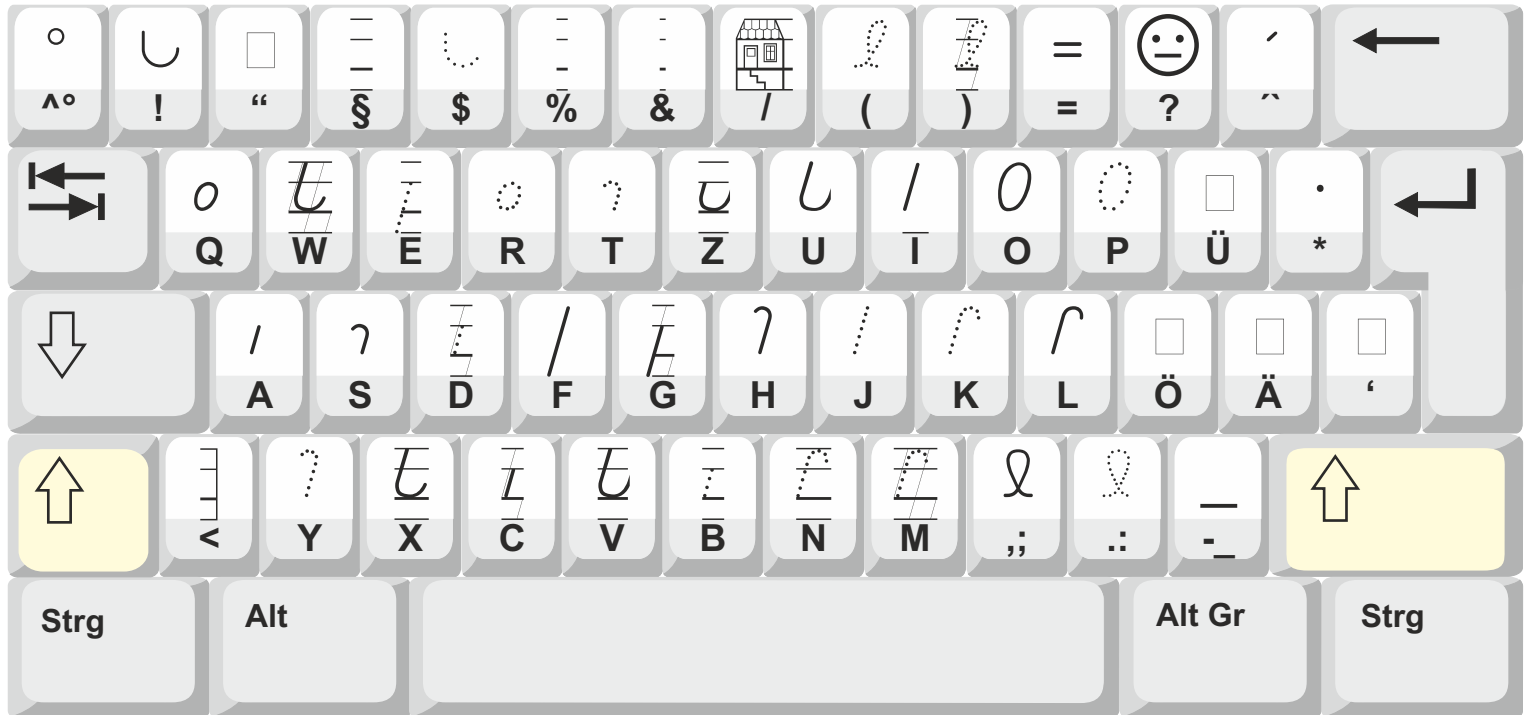 ^° ! “ § $ % & / ( ) = ? ^`
Q W E R T Z U I O P Ü *
A S D F G H J K L Ö Ä ‘
< Y X C V B N M ,; .: -_
Strg Alt Alt Gr Strg